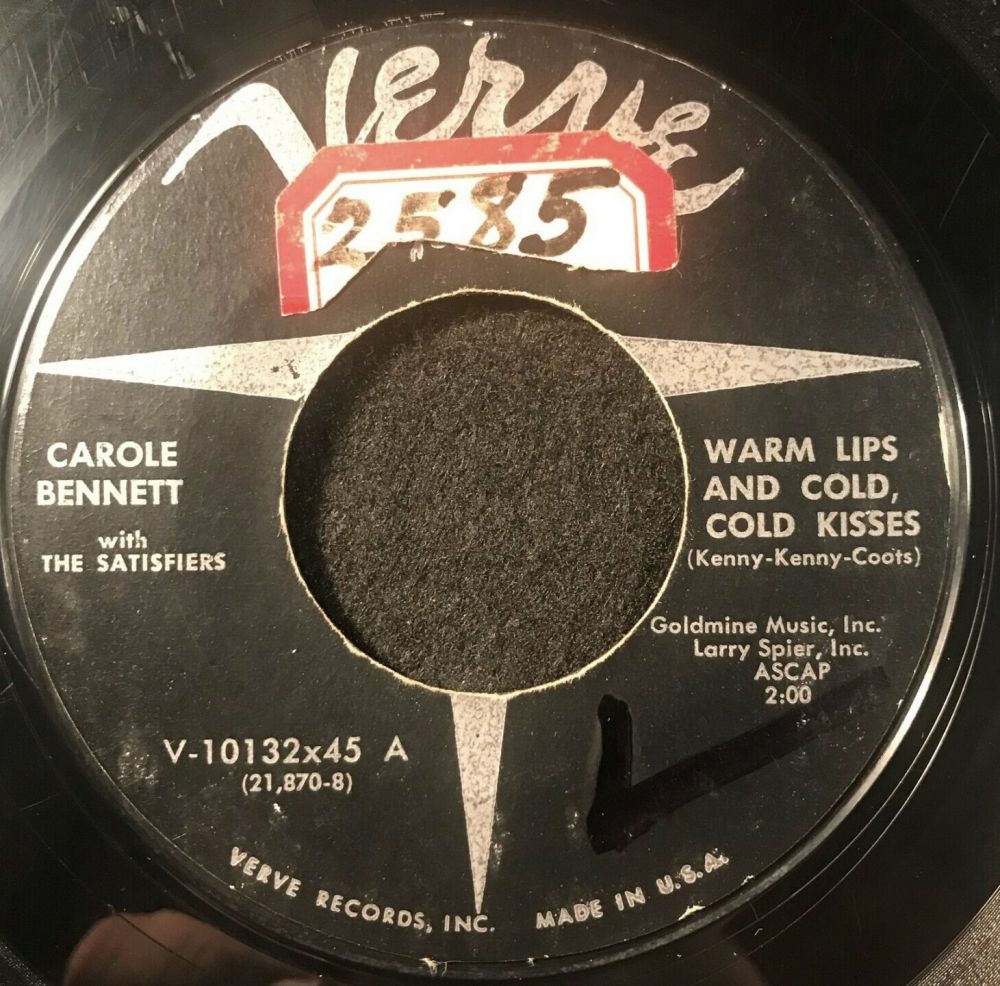 Verve
2585
CAROLE
BENNETT
with
THE SATISFIERS
WARM LIPS
AND COLD,
COLD KISSES
(Kenny-Kenny-Coots)
Goldmine Music, Inc.
Larry Spier, Inc.
ASCAP
2:00
V-10132x45 A
(21,870-8)
VERVE RECORDS, INC. MADE IN U.S.A.